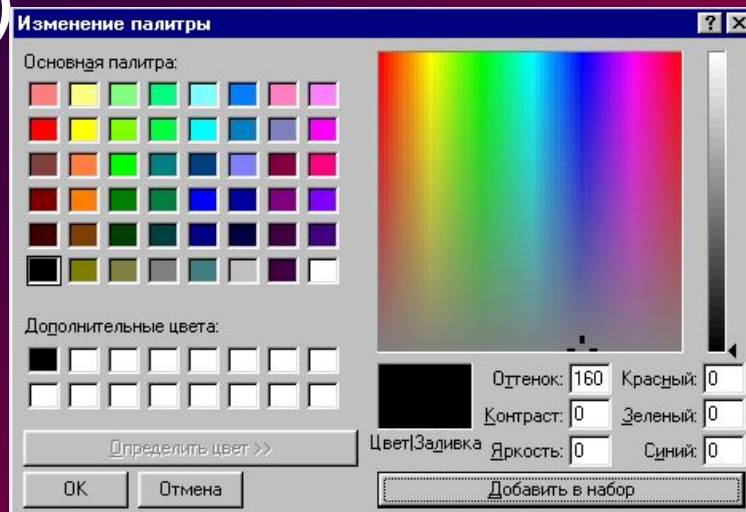 )
Изменение палитры
Основная палитра:
Дополнительные цвета:
Определить цвет >>
ОК
Отмена
Цвет|Заливка
Оттенок: 160
Контраст: 0
Яркость: 0
Красный: 0
Зеленый: 0
Синий: 0
Добавить в набор